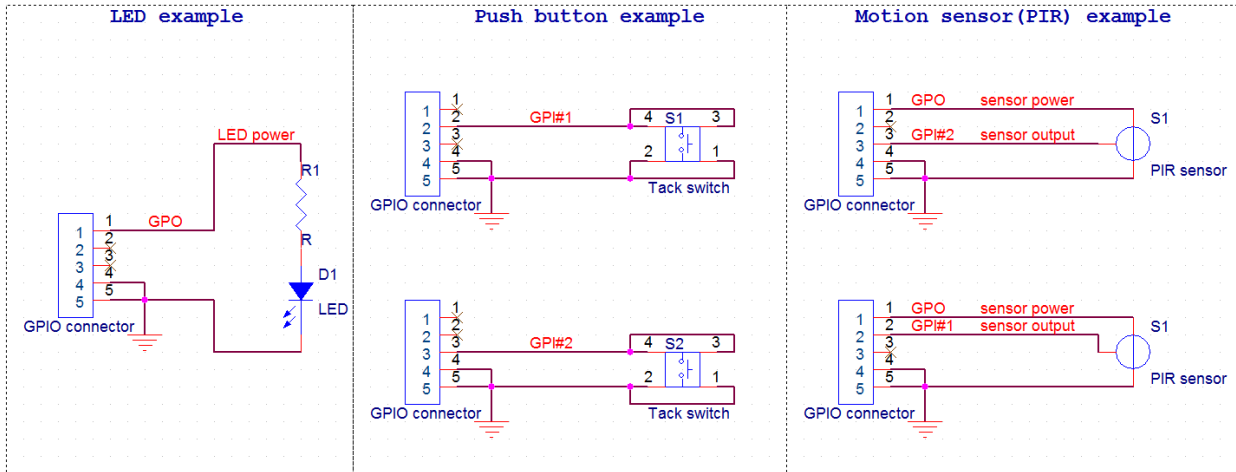 LED example
LED power
R1
R
D1
LED
GPO
1
2
3
4
5
1
2
3
4
5
GPIO connector
Push button example
1
2
3
4
5
1
2
3
4
5
GPI#1
4 S1 3
2 1
Tack switch
GPIO connector
1
2
3
4
5
1
2
3
4
5
GPI#2
4 S2 3
2 1
Tack switch
GPIO connector
Motion sensor(PIR) example
1
2
3
4
5
1
2
3
4
5
GPO sensor power
GPI#2 sensor output
S1
PIR sensor
GPIO connector
1
2
3
4
5
1
2
3
4
5
GPO sensor power
GPI#1 sensor output
S1
PIR sensor
GPIO connector